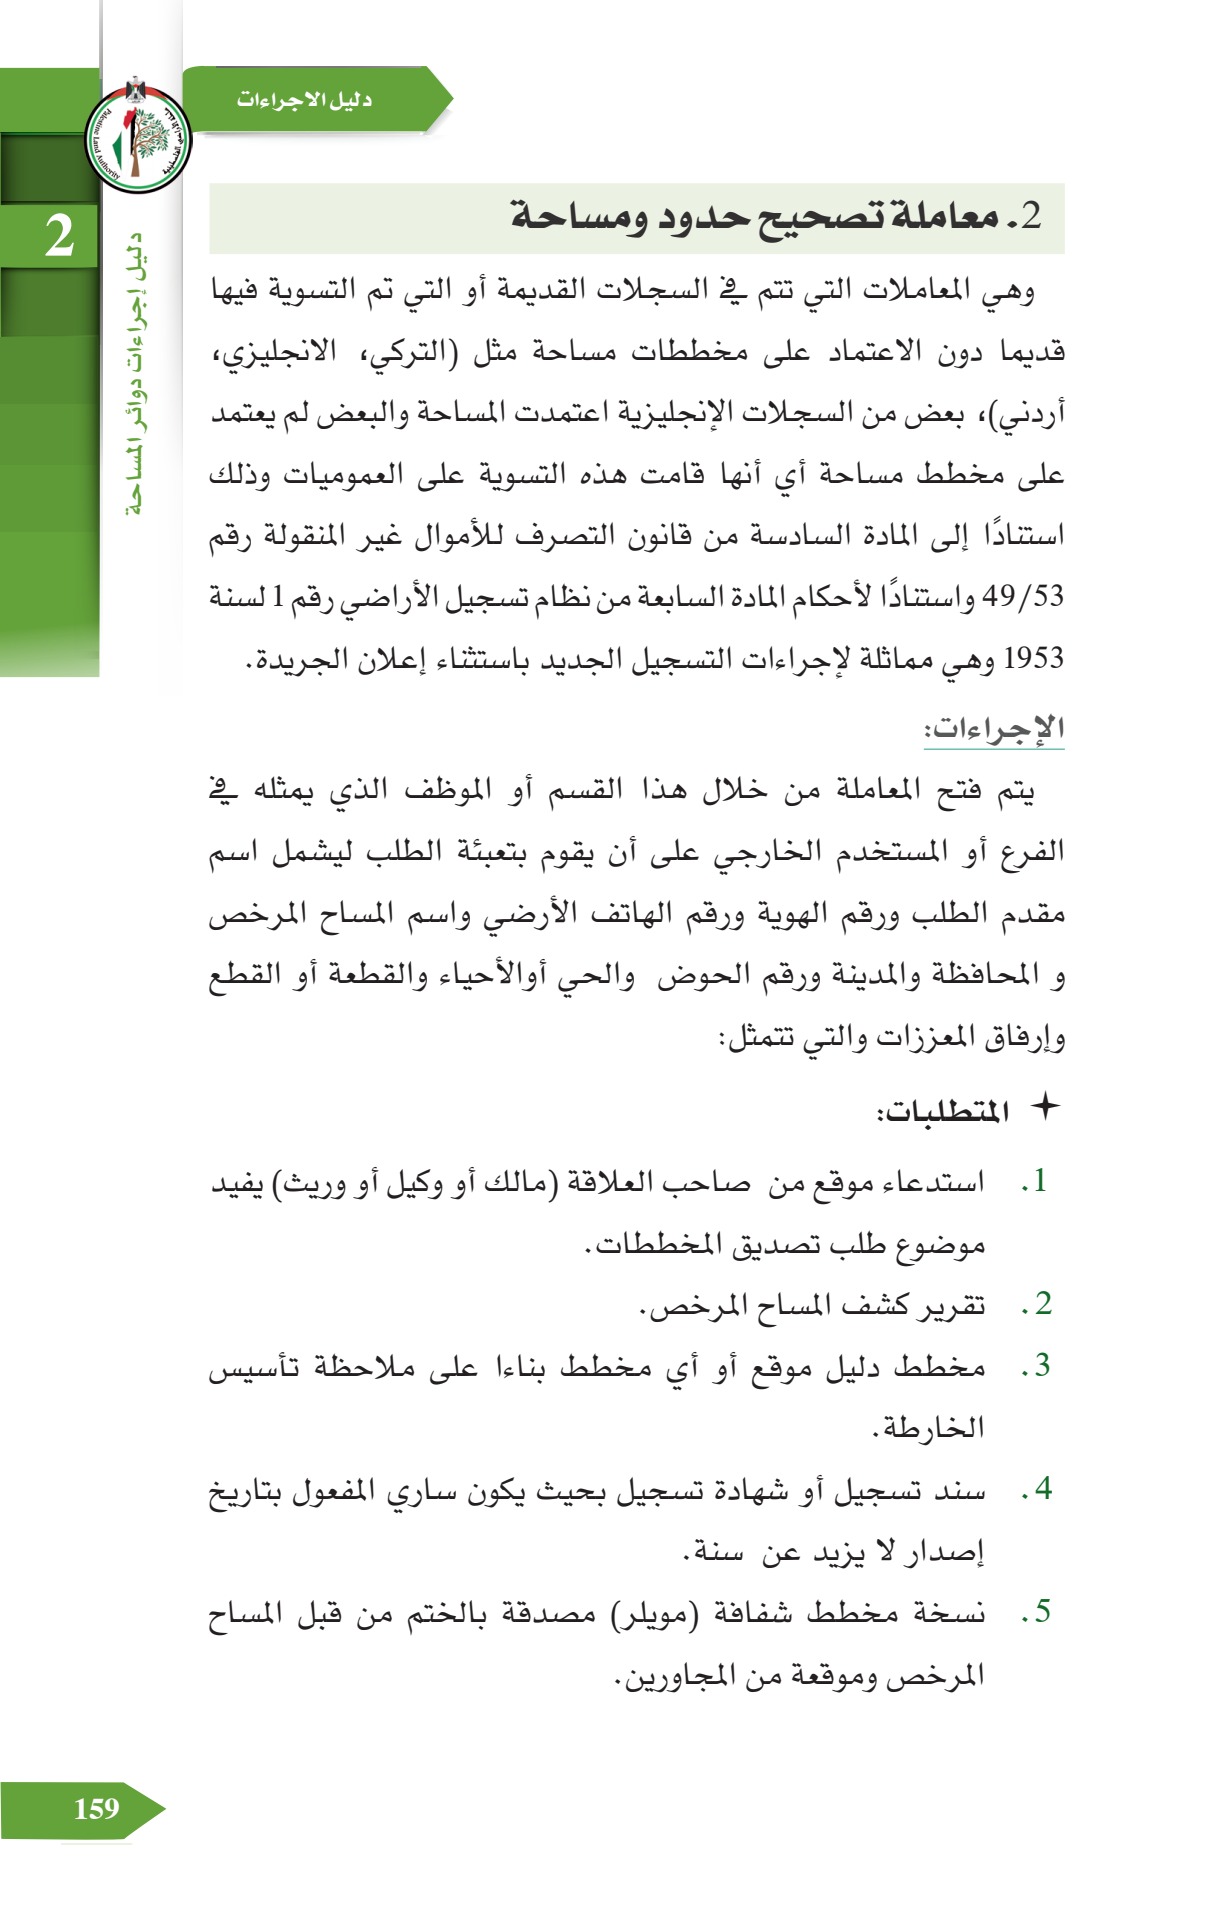 دليل الاجراءات
2
دليل إجراءات دوائر المساحة
Palestine Land Authority
2. معاملة تصحيح حدود ومساحة
وهي المعاملات التي تتم في السجلات القديمة أو التي تم التسوية فيها
قديما دون الاعتماد على مخططات مساحة مثل (التركي، الانجليزي،
أردني)، بعض من السجلات الإنجليزية اعتمدت المساحة والبعض لم يعتمد
على مخطط مساحة أي أنها قامت هذه التسوية على العموميات وذلك
استنادًا إلى المادة السادسة من قانون التصرف للأموال غير المنقولة رقم
49/53 واستنادًا لأحكام المادة السابعة من نظام تسجيل الأراضي رقم 1 لسنة
1953 وهي مماثلة لإجراءات التسجيل الجديد باستثناء إعلان الجريدة.
الإجراءات:
يتم فتح المعاملة من خلال هذا القسم أو الموظف الذي يمثله في
الفرع أو المستخدم الخارجي على أن يقوم بتعبئة الطلب ليشمل اسم
مقدم الطلب ورقم الهوية ورقم الهاتف الأرضي واسم المساح المرخص
و المحافظة والمدينة ورقم الحوض والحي أوالأحياء والقطعة أو القطع
وإرفاق المعززات والتي تتمثل:
المتطلبات:
1. استدعاء موقع من صاحب العلاقة (مالك أو وكيل أو وريث) يفيد
موضوع طلب تصديق المخططات.
2. تقرير كشف المساح المرخص.
3. مخطط دليل موقع أو أي مخطط بناءا على ملاحظة تأسيس
الخارطة.
4. سند تسجيل أو شهادة تسجيل بحيث يكون ساري المفعول بتاريخ
إصدار لا يزيد عن سنة.
5. نسخة مخطط شفافة (مويلر) مصدقة بالختم من قبل المساح
المرخص وموقعة من المجاورين.
159